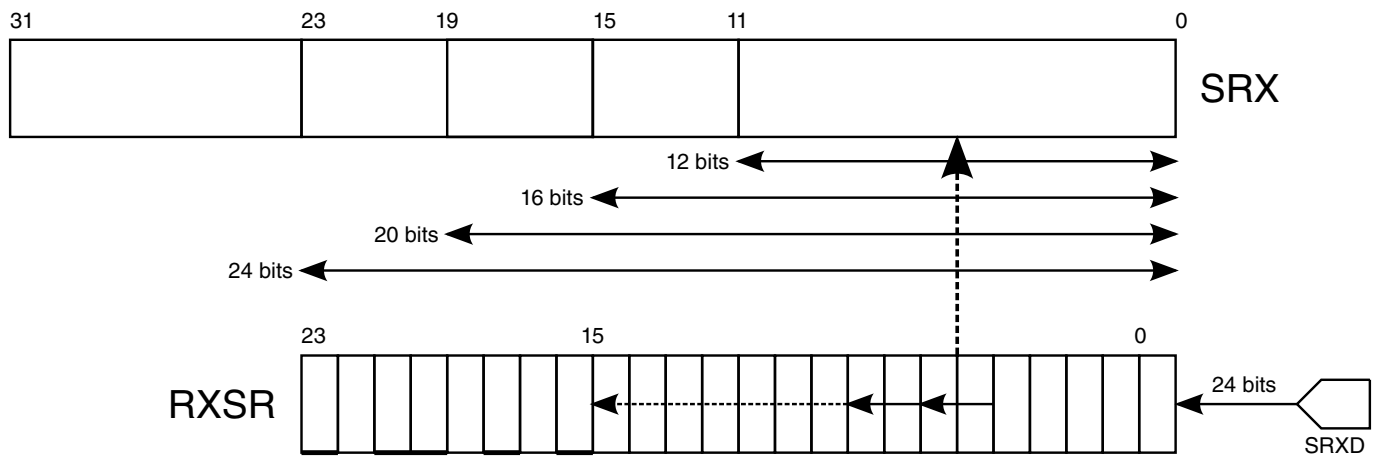 31 23 19 15 11 0
SRX
12 bits
16 bits
20 bits
24 bits
23 15 0
RXSR
24 bits
SRXD